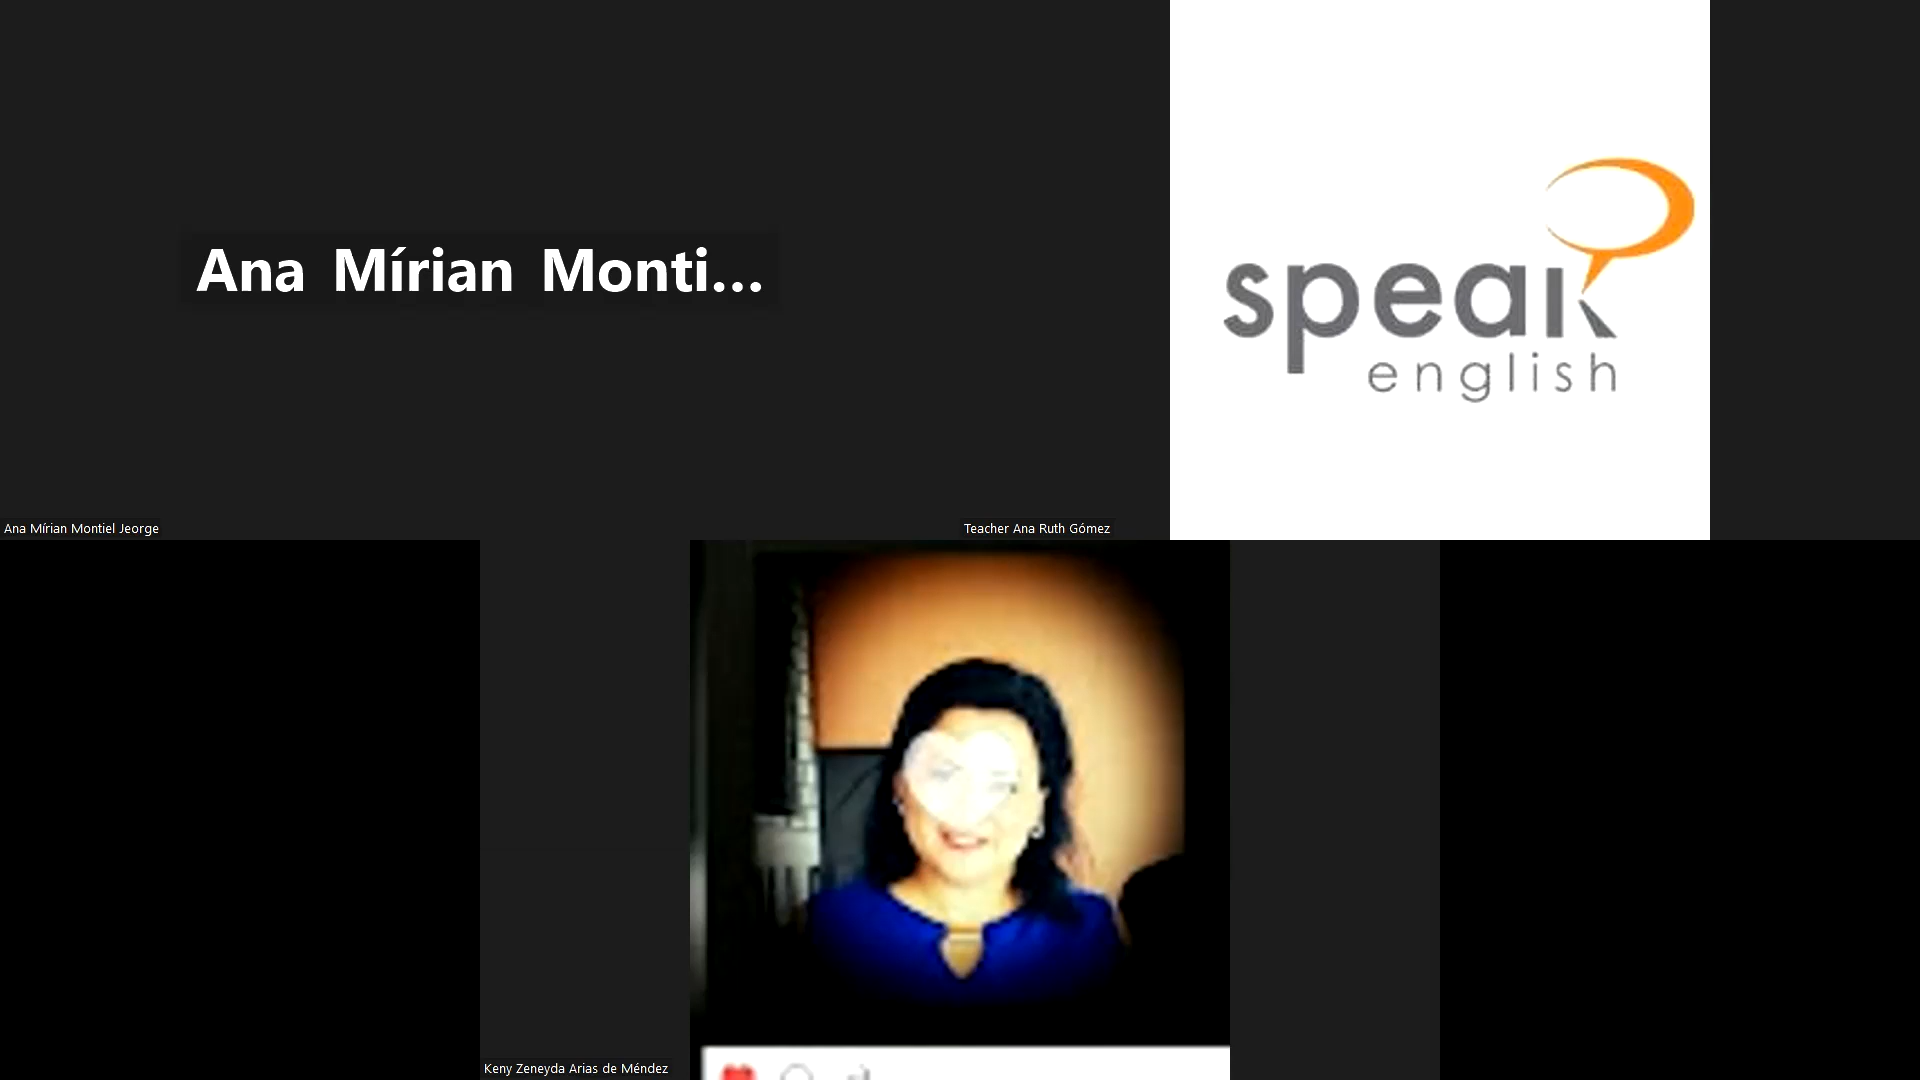 Ana Mírian Monti...
speak
english
Ana Mírian Montiel Jeorge
Teacher Ana Ruth Gómez
Keny Zeneyda Arias de Méndez